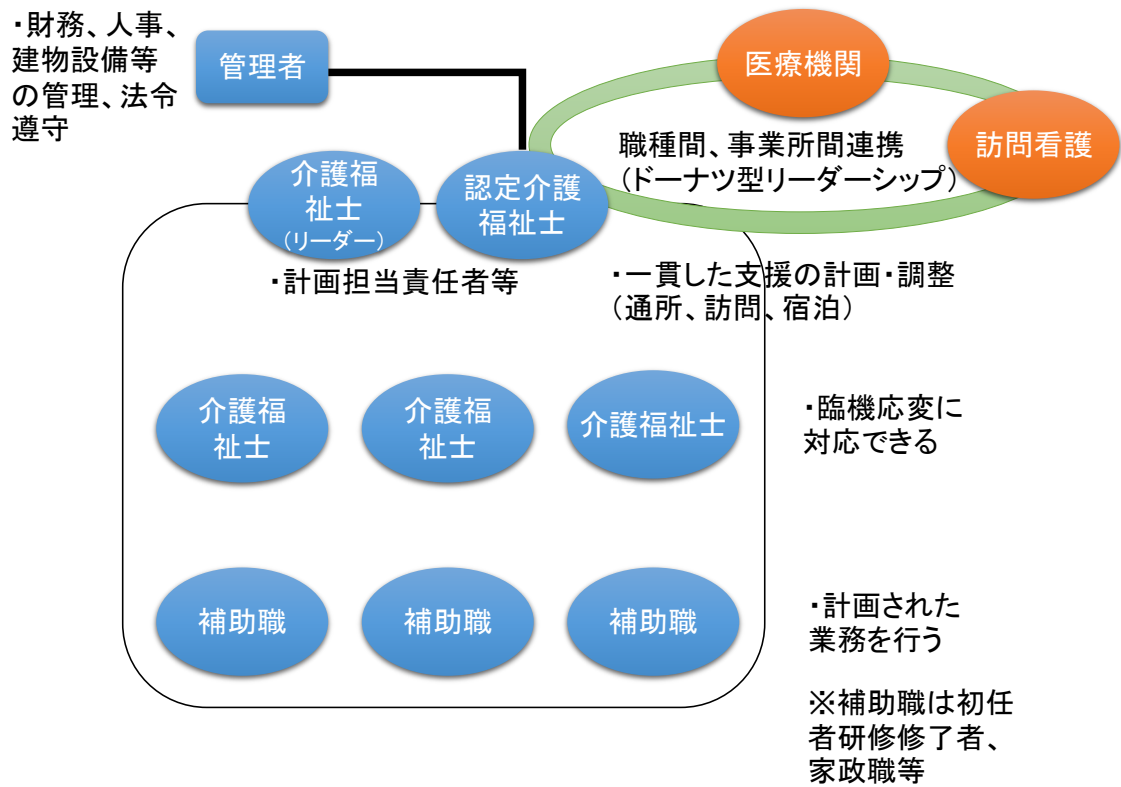 ・財務、人事、
建物設備等
の管理、法令
遵守
管理者
医療機関
訪問看護
職種間、事業所間連携
（ドーナツ型リーダーシップ）
介護福
祉士
（リーダー）
認定介護
福祉士
・計画担当責任者等
・一貫した支援の計画・調整
（通所、訪問、宿泊）
介護福
祉士
介護福
祉士
介護福祉士
・臨機応変に
対応できる
補助職
補助職
補助職
・計画された
業務を行う
※補助職は初任
者研修修了者、
家政職等